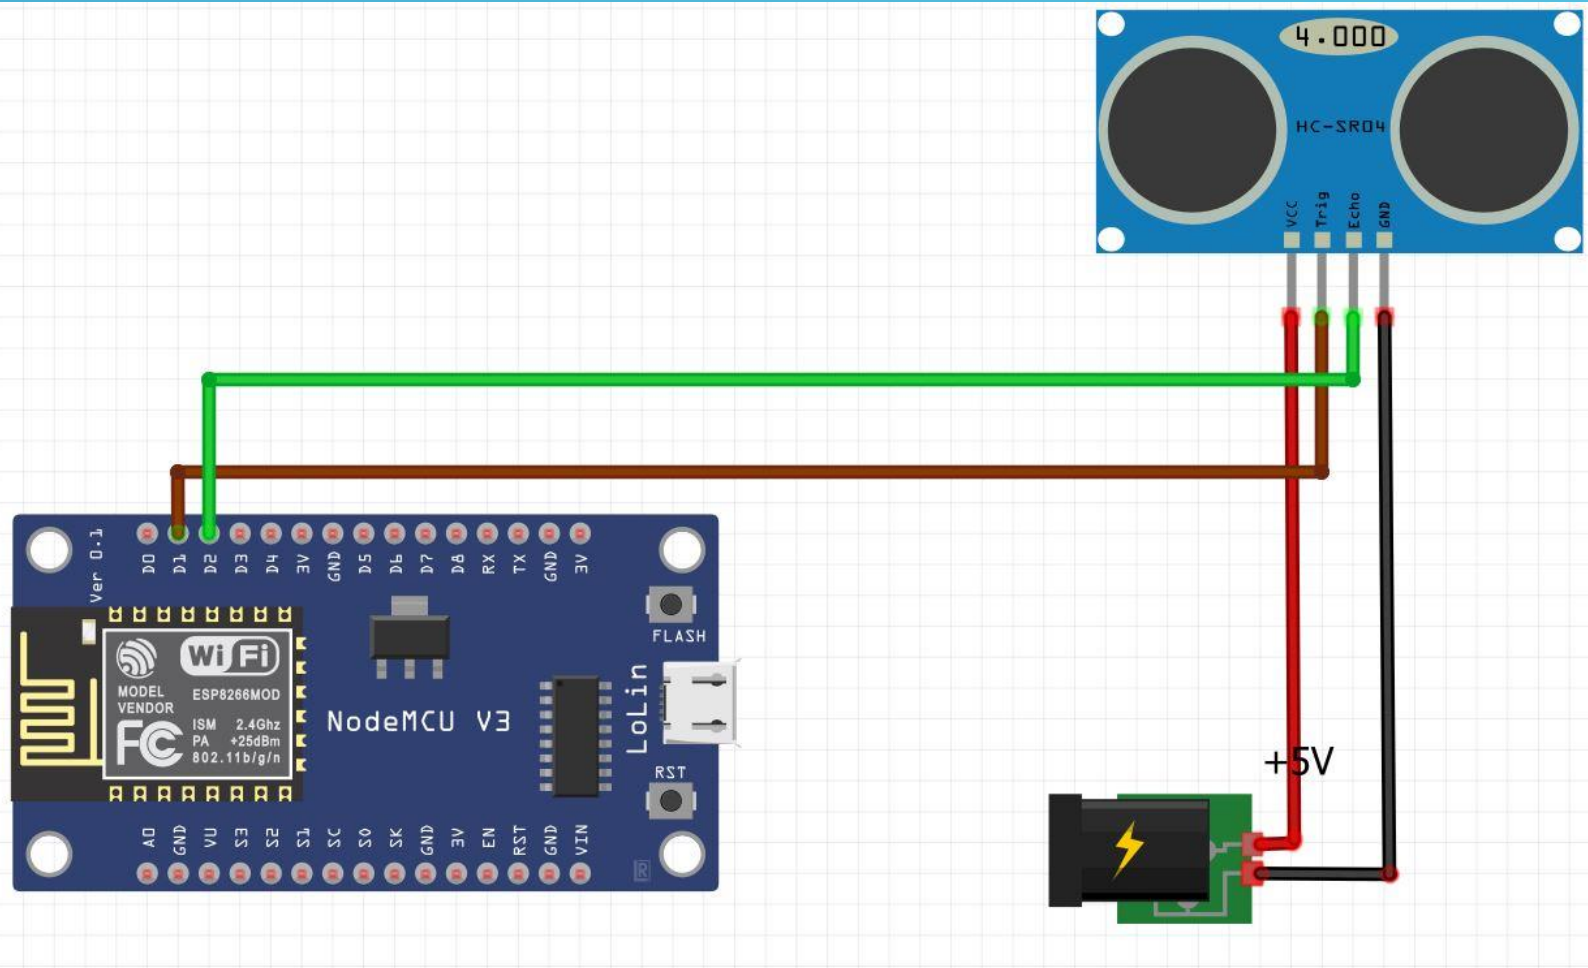 4.000
HC-SR04
VCC
Trig
Echo
GND
Ver 0.1
D0
D1
D2
D3
D4
3V
GND
D5
D6
D7
D8
RX
TX
GND
3V
FLASH
WiFi
MODEL
VENDOR
ESP8266MOD
FC
ISM 2.4Ghz
PA +25dBm
802.11b/g/n
NodeMCU V3
LoLin
RST
A0
GND
VU
S3
S2
S1
SC
S0
SK
GND
3V
EN
RST
GND
VIN
R
+5V